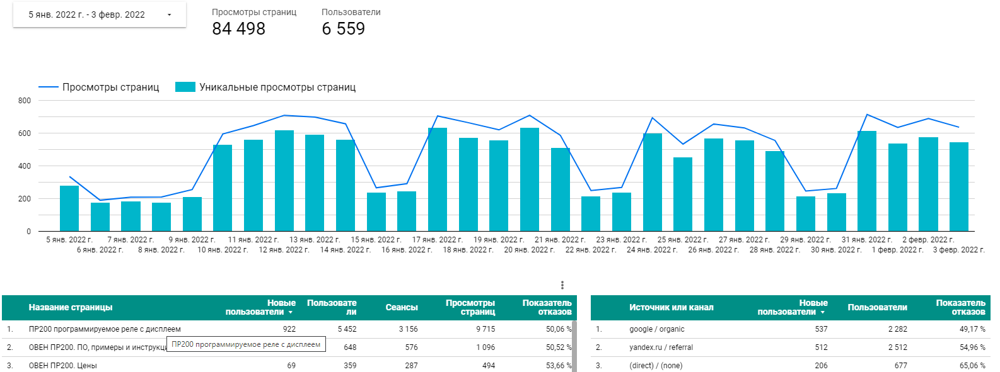 5 янв. 2022 г. - 3 февр. 2022
Просмотры страниц
84 498
Пользователи
6 559
Просмотры страниц
Уникальные просмотры страниц
800
600
400
200
0
5 янв. 2022 г.
6 янв. 2022 г.
7 янв. 2022 г.
8 янв. 2022 г.
9 янв. 2022 г.
10 янв. 2022 г.
11 янв. 2022 г.
12 янв. 2022 г.
13 янв. 2022 г.
14 янв. 2022 г.
15 янв. 2022 г.
16 янв. 2022 г.
17 янв. 2022 г.
18 янв. 2022 г.
19 янв. 2022 г.
20 янв. 2022 г.
21 янв. 2022 г.
22 янв. 2022 г.
23 янв. 2022 г.
24 янв. 2022 г.
25 янв. 2022 г.
26 янв. 2022 г.
27 янв. 2022 г.
28 янв. 2022 г.
29 янв. 2022 г.
30 янв. 2022 г.
31 янв. 2022 г.
1 февр. 2022 г.
2 февр. 2022 г.
3 февр. 2022 г.
Название страницы Новые пользователи Пользователи Сеансы Просмотры страниц Показатель отказов
1. ПР200 программируемое реле с дисплеем 922 5 452 3 156 9 715 50,06 %
2. ОВЕН ПР200. ПО, примеры и инструкци 648 576 1 096 50,52 %
ПР200 программируемое реле с дисплеем
3. ОВЕН ПР200. Цены 69 359 287 494 53,66 %
Источник или канал Новые пользователи Пользователи Показатель отказов
1. google / organic 537 2 282 49,17 %
2. yandex.ru / referral 512 2 512 54,96 %
3. (direct) / (none) 206 677 65,06 %